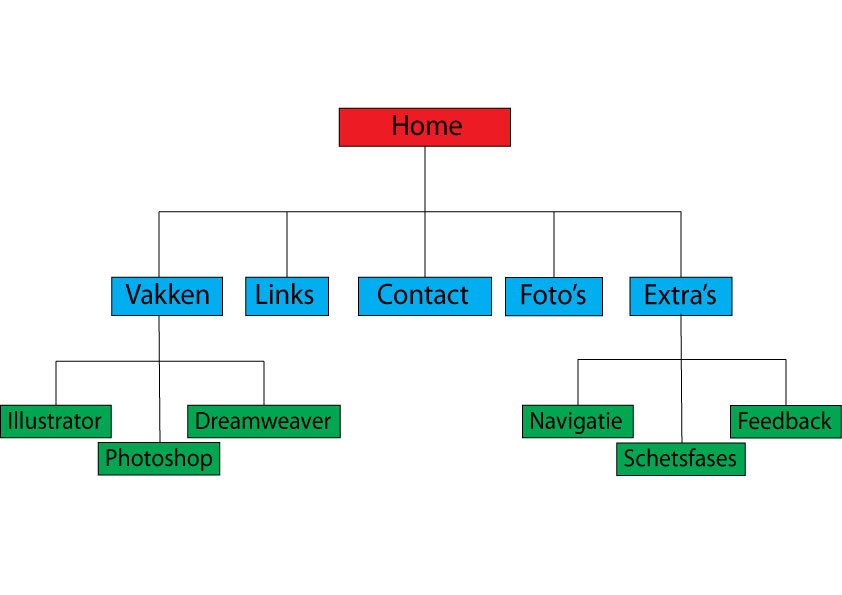 Home
Vakken
Links
Contact
Foto’s
Extra’s
Illustrator
Dreamweaver
Navigatie
Feedback
Photoshop
Schetsfases